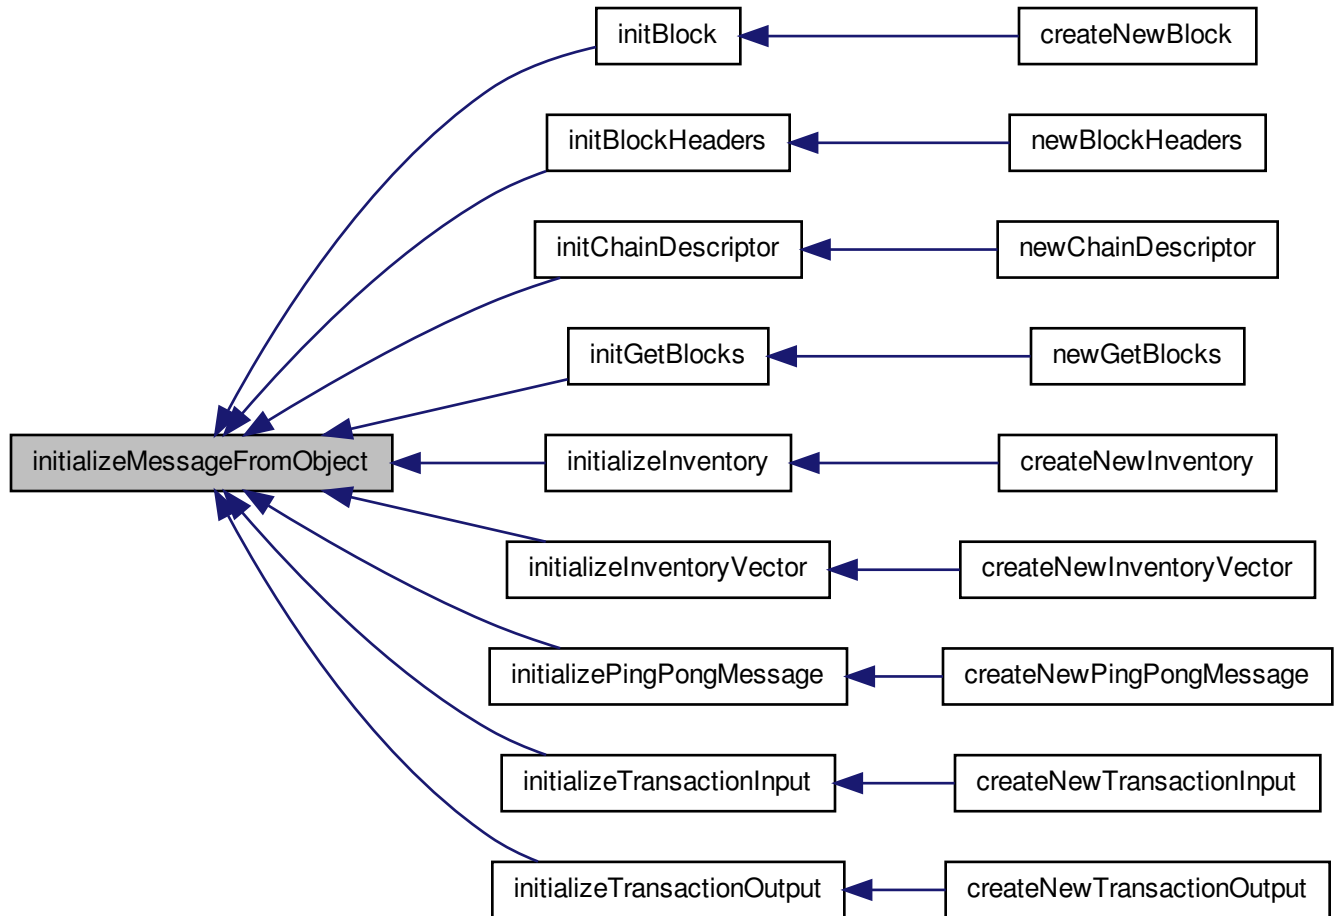 initBlock
createNewBlock
initBlockHeaders
newBlockHeaders
initChainDescriptor
newChainDescriptor
initGetBlocks
newGetBlocks
initializeMessageFromObject
initializeInventory
createNewInventory
initializeInventoryVector
createNewInventoryVector
initializePingPongMessage
createNewPingPongMessage
initializeTransactionInput
createNewTransactionInput
initializeTransactionOutput
createNewTransactionOutput